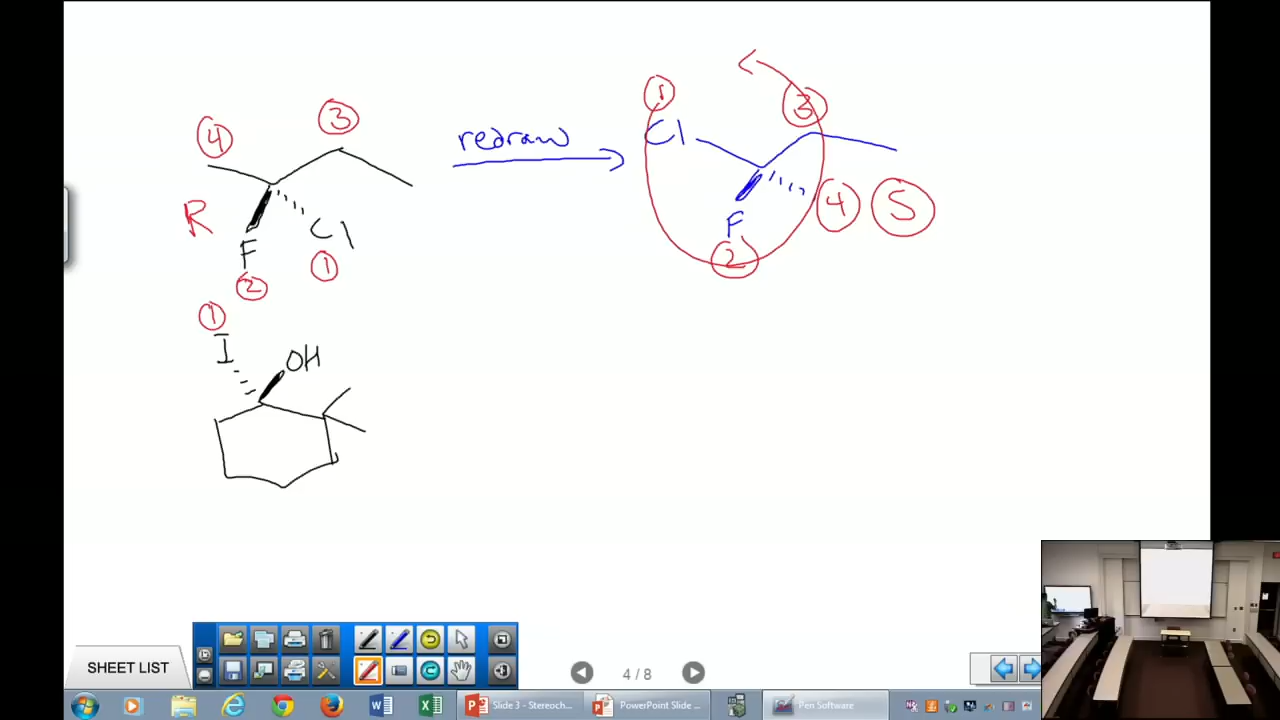 4
3
R
F
Cl
2
1
redraw
1
Cl
3
F
4
S
2
1
I
OH
SHEET LIST
4 / 8
Slide 3 - Stereoch...
PowerPoint Slide ...
Pen Software